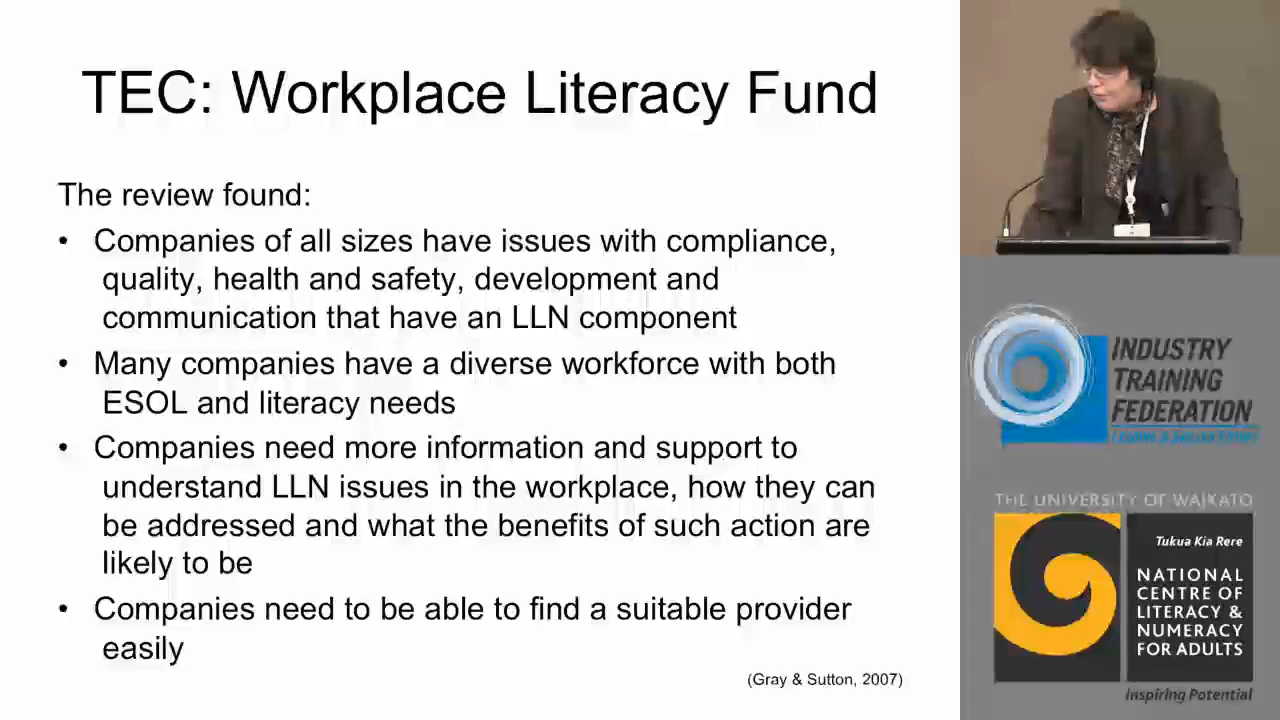 TEC: Workplace Literacy Fund
The review found:
• Companies of all sizes have issues with compliance,
quality, health and safety, development and
communication that have an LLN component
• Many companies have a diverse workforce with both
ESOL and literacy needs
• Companies need more information and support to
understand LLN issues in the workplace, how they can
be addressed and what the benefits of such action are
likely to be
• Companies need to be able to find a suitable provider
easily
(Gray & Sutton, 2007)
INDUSTRY
TRAINING
FEDERATION
THE UNIVERSITY OF WAIKATO
Tukua Kia Rere
NATIONAL
CENTRE OF
LITERACY &
NUMERACY
FOR ADULTS
Inspiring Potential